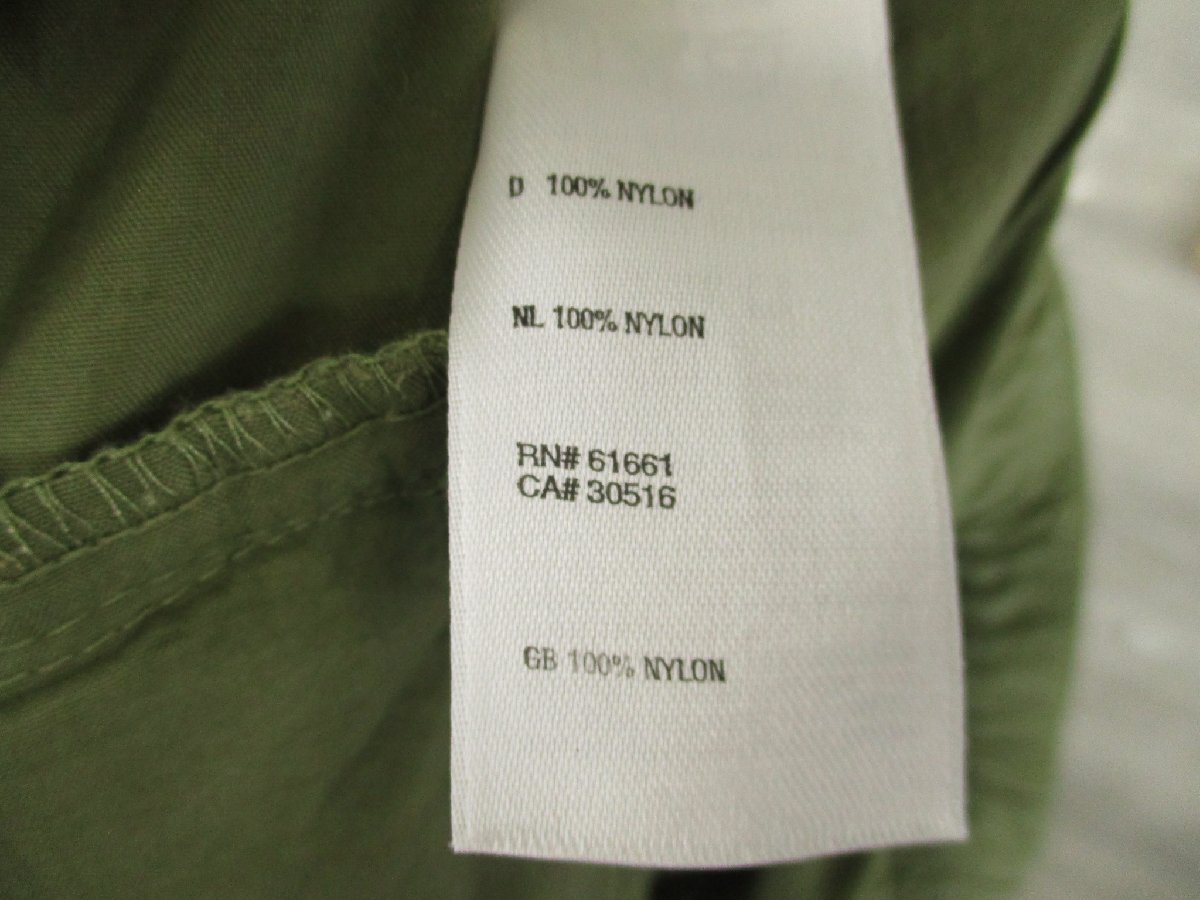 D 100% NYLON
NL 100% NYLON
RN# 61661
CA# 30516
GB 100% NYLON